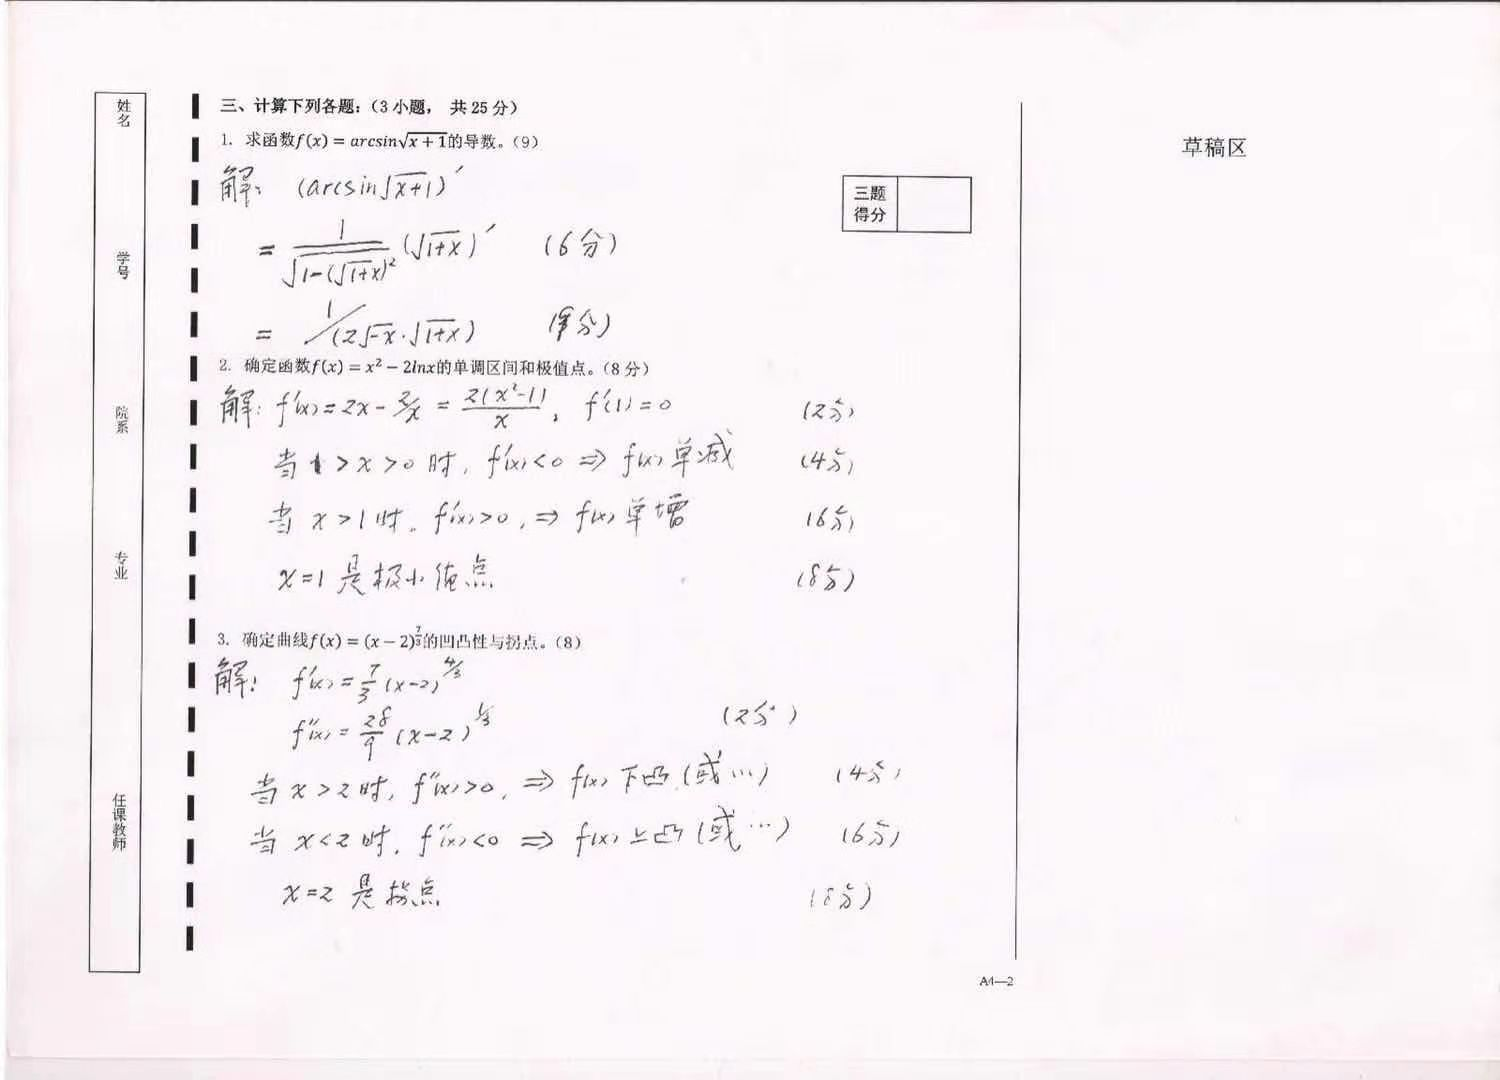 姓名
学号
院系
专业
任课教师
三、计算下列各题:(3小题, 共25分)
1. 求函数f(x) = arcsin√(x+1)的导数。(9)
解: (arcsin√(x+1))′
= 1/√(1-(√(1+x))²) (√(1+x))′ (6分)
= 1/(2√-x·√(1+x)) (9分)
三题
得分
2. 确定函数f(x) = x² − 2lnx的单调区间和极值点。(8分)
解: f′(x) = 2x - 2/x = 2(x²-1)/x, f′(1)=0 (2分)
当 1>x>0 时, f′(x)<0 ⇒ f(x) 单减 (4分)
当 x>1 时. f′(x)>0, ⇒ f(x) 单增 (6分)
x=1 是极小值点 (8分)
3. 确定曲线f(x) = (x − 2)^(7/3)的凹凸性与拐点。(8)
解: f′(x) = 7/3 (x-2)^(4/3)
f″(x) = 28/9 (x-2)^(1/3) (2分)
当 x>2 时, f″(x)>0, ⇒ f(x) 下凸 (或…) (4分)
当 x<2 时. f″(x)<0 ⇒ f(x) 上凸 (或…) (6分)
x=2 是拐点 (8分)
草稿区
A4—2